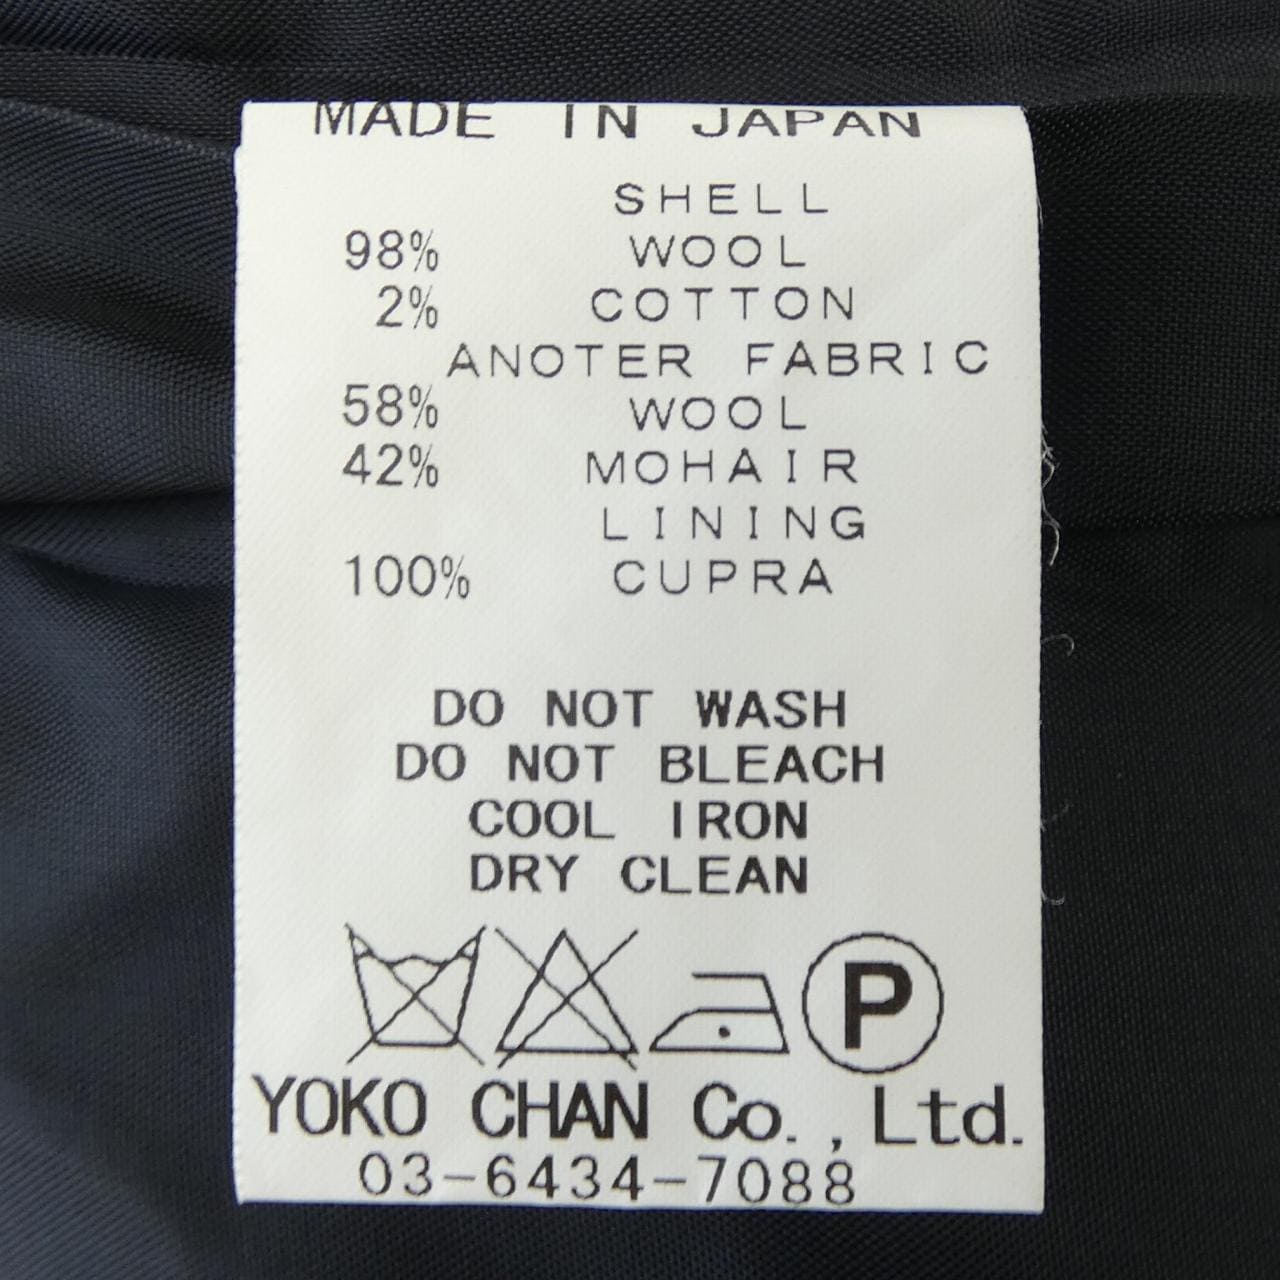 MADE IN JAPAN
SHELL
98% WOOL
2% COTTON
ANOTER FABRIC
58% WOOL
42% MOHAIR
LINING
100% CUPRA
DO NOT WASH
DO NOT BLEACH
COOL IRON
DRY CLEAN
P
YOKO CHAN Co., Ltd.
03-6434-7088